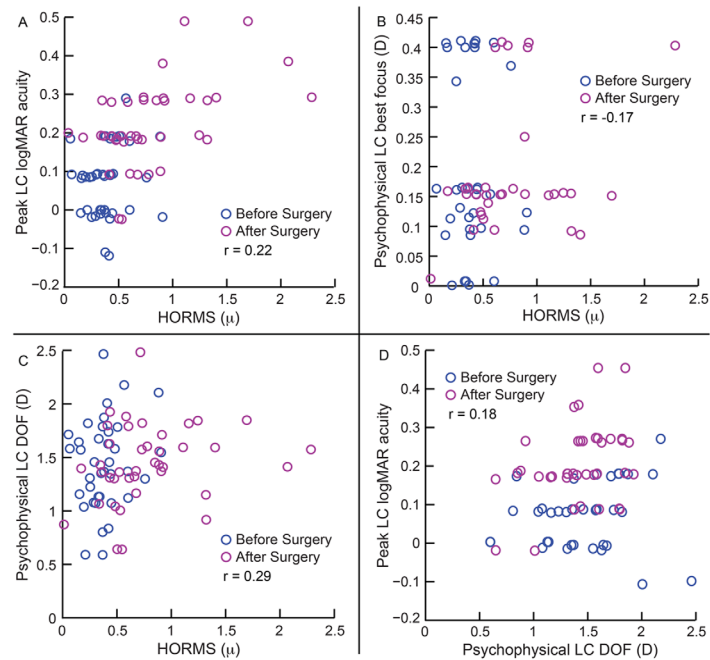 A
Peak LC logMAR acuity
0.5
0.4
0.3
0.2
0.1
0
−0.1
−0.2
0
0.5
1
1.5
2
2.5
HORMS (μ)
Before Surgery
After Surgery
r = 0.22
B
Psychophysical LC best focus (D)
0.45
0.4
0.35
0.3
0.25
0.2
0.15
0.1
0.05
0
0
0.5
1
1.5
2
2.5
HORMS (μ)
Before Surgery
After Surgery
r = -0.17
C
Psychophysical LC DOF (D)
2.5
2
1.5
1
0.5
0
0
0.5
1
1.5
2
2.5
HORMS (μ)
Before Surgery
After Surgery
r = 0.29
D
Peak LC logMAR acuity
0.5
0.4
0.3
0.2
0.1
0
−0.1
−0.2
0
0.5
1
1.5
2
2.5
Psychophysical LC DOF (D)
Before Surgery
After Surgery
r = 0.18